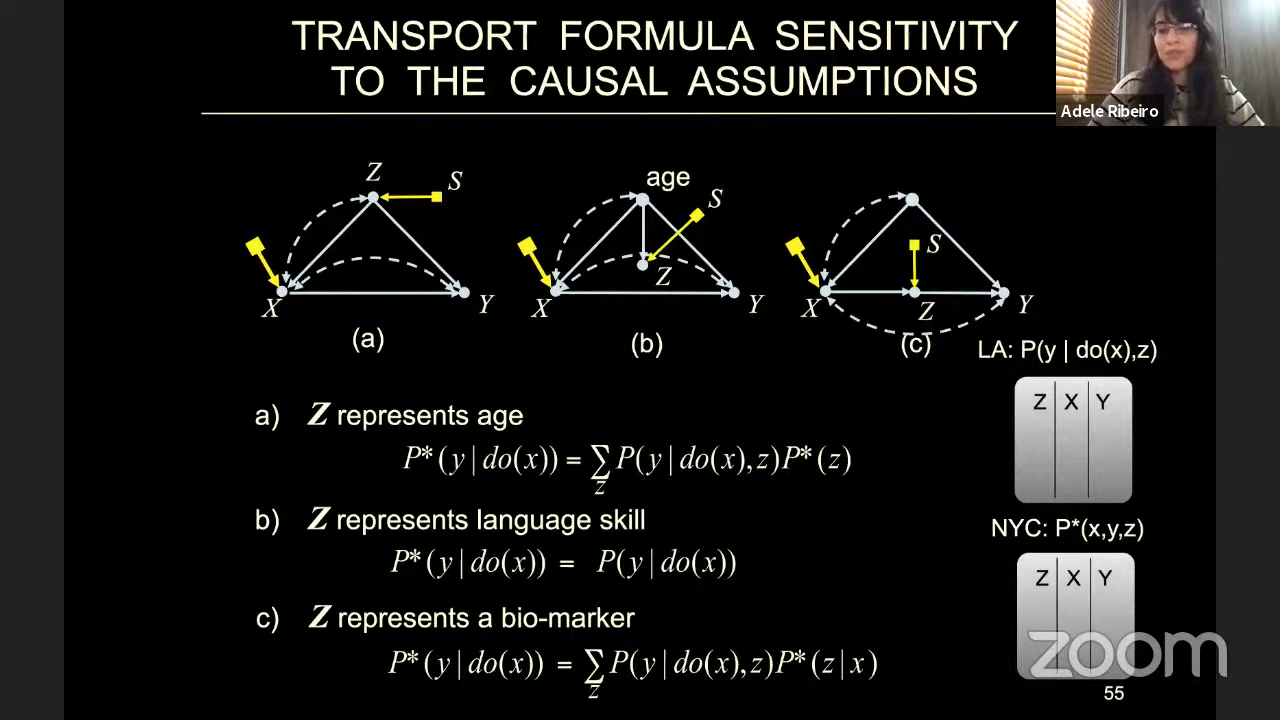 TRANSPORT FORMULA SENSITIVITY
TO THE CAUSAL ASSUMPTIONS
Adele Ribeiro
Z
S
X
Y
(a)
age
S
Z
X
Y
(b)
S
X
Z
Y
(c)
LA: P(y | do(x),z)
Z X Y
a) Z represents age
P*(y | do(x)) = ∑z P(y | do(x), z)P*(z)
b) Z represents language skill
P*(y | do(x)) = P(y | do(x))
NYC: P*(x,y,z)
Z X Y
c) Z represents a bio-marker
P*(y | do(x)) = ∑z P(y | do(x), z)P*(z | x)
zoom
55